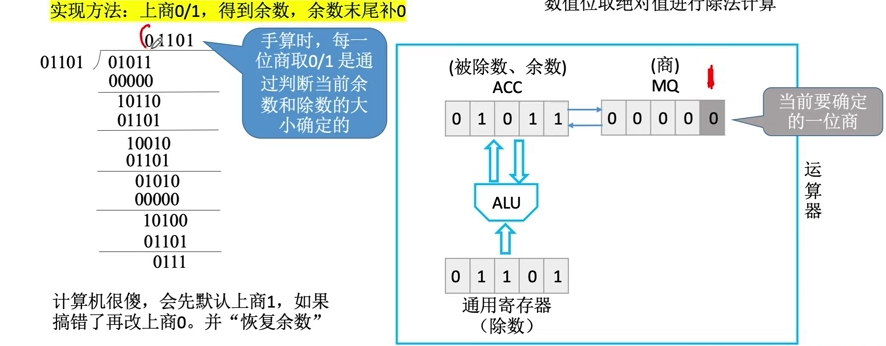 实现方法：上商0/1，得到余数，余数末尾补0
数值位取绝对值进行除法计算
01101
01101
01011
00000
10110
01101
10010
01101
01010
00000
10100
01101
0111
手算时，每一
位商取0/1 是通
过判断当前余
数和除数的大
小确定的
计算机很傻，会先默认上商1，如果
搞错了再改上商0。并“恢复余数”
(被除数、余数)
ACC
0 1 0 1 1
(商)
MQ
0 0 0 0 0
当前要确定
的一位商
ALU
0 1 1 0 1
通用寄存器
（除数）
运
算
器